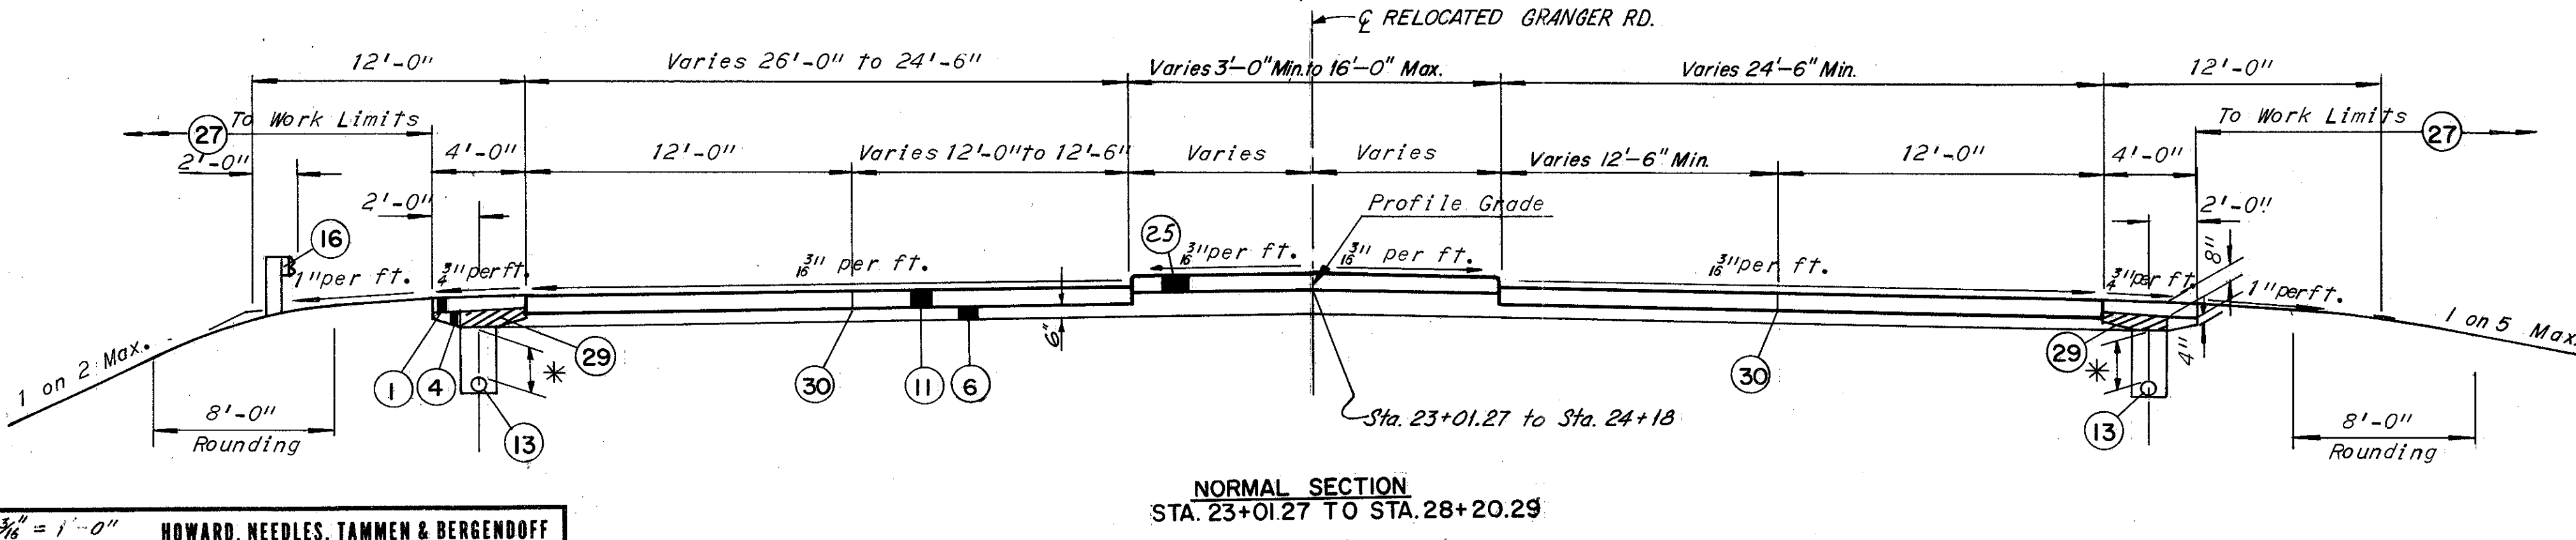 ℄ RELOCATED GRANGER RD.
12'-0" Varies 26'-0" to 24'-6" Varies 3'-0" Min. to 16'-0" Max. Varies 24'-6" Min. 12'-0"
27 To Work Limits To Work Limits 27
2'-0" 4'-0" 12'-0" Varies 12'-0" to 12'-6" Varies Varies Varies 12'-6" Min. 12'-0" 4'-0"
2'-0" Profile Grade 2'-0"
16 25 8"
1" per ft. 3/4" per ft. 3/16" per ft. 3/16" per ft. 3/16" per ft. 3/16" per ft. 3/4" per ft. 1" per ft.
1 on 2 Max. 6" 4" 1 on 5 Max.
1 4 * 29 30 11 6 30 29 *
8'-0" 13 Sta. 23+01.27 to Sta. 24+18 13 8'-0"
Rounding Rounding
NORMAL SECTION
STA. 23+01.27 TO STA. 28+20.29
3/16" = 1'-0" HOWARD, NEEDLES, TAMMEN & BERGENDOFF